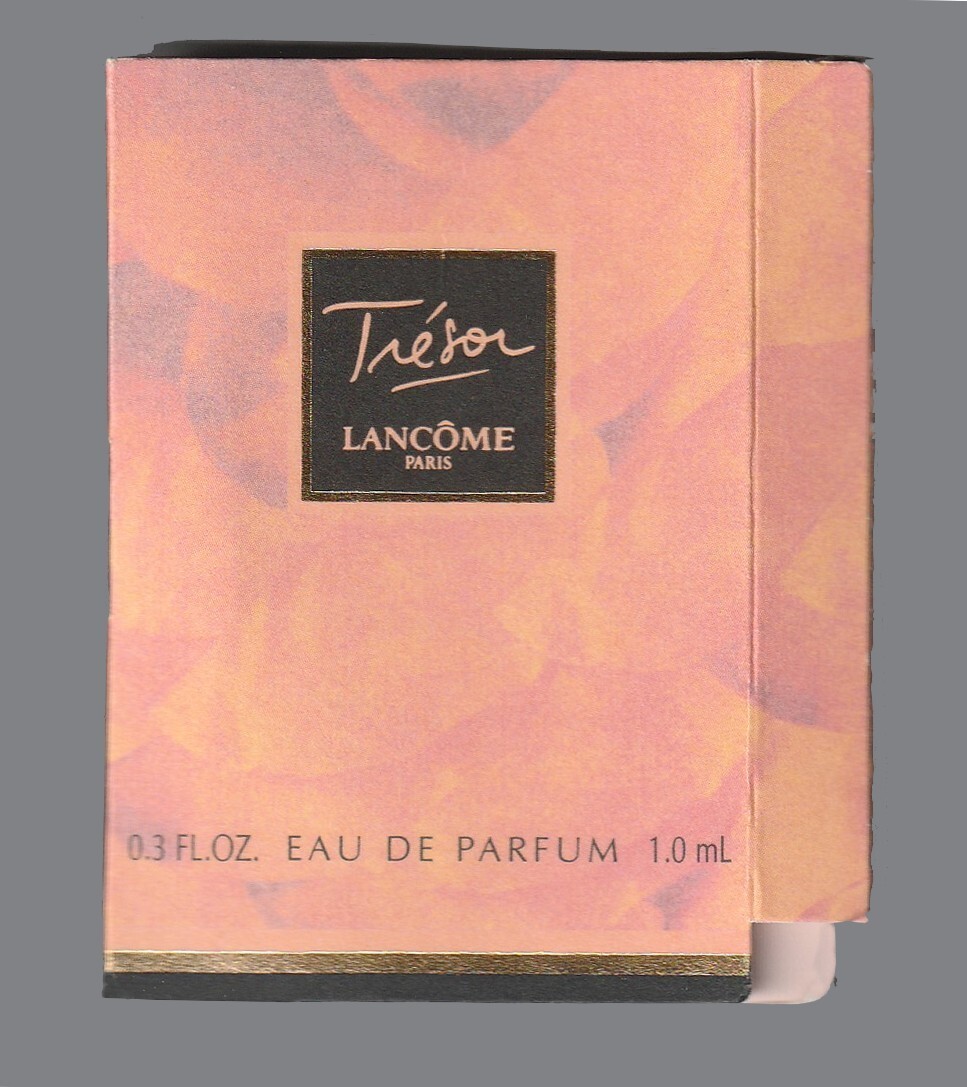 Trésor
LANCÔME
PARIS
0.3 FL.OZ. EAU DE PARFUM 1.0 mL